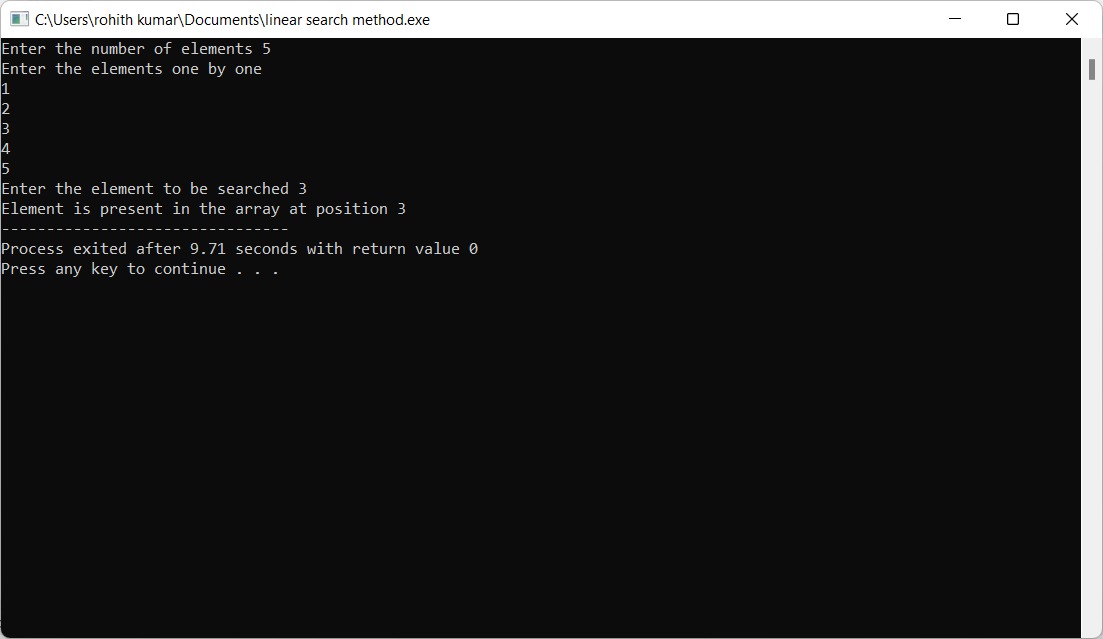 C:\Users\rohith kumar\Documents\linear search method.exe
Enter the number of elements 5
Enter the elements one by one
1
2
3
4
5
Enter the element to be searched 3
Element is present in the array at position 3
--------------------------------
Process exited after 9.71 seconds with return value 0
Press any key to continue . . .